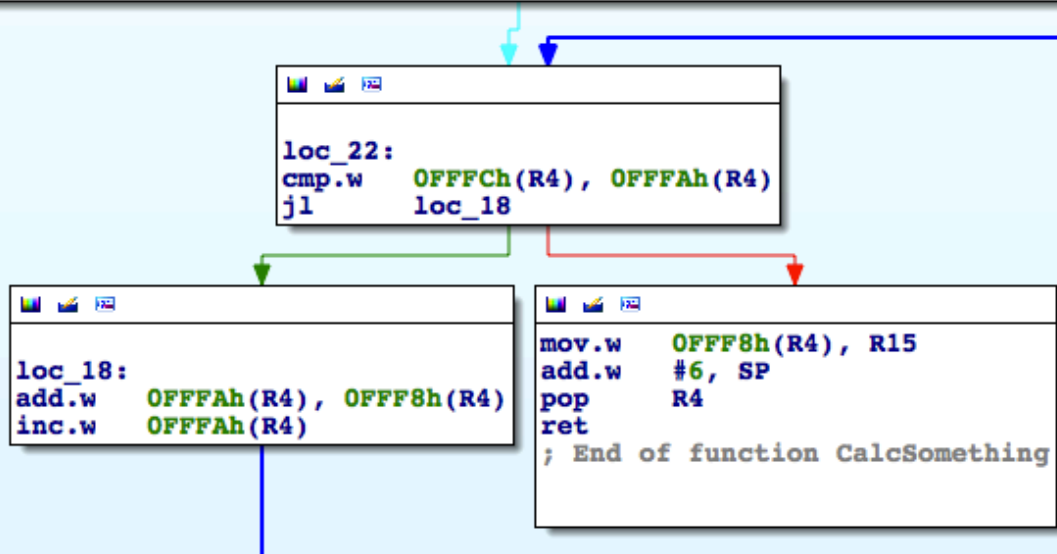 loc_22:
cmp.w 0FFFCh(R4), 0FFFAh(R4)
jl loc_18
loc_18:
add.w 0FFFAh(R4), 0FFF8h(R4)
inc.w 0FFFAh(R4)
mov.w 0FFF8h(R4), R15
add.w #6, SP
pop R4
ret
; End of function CalcSomething